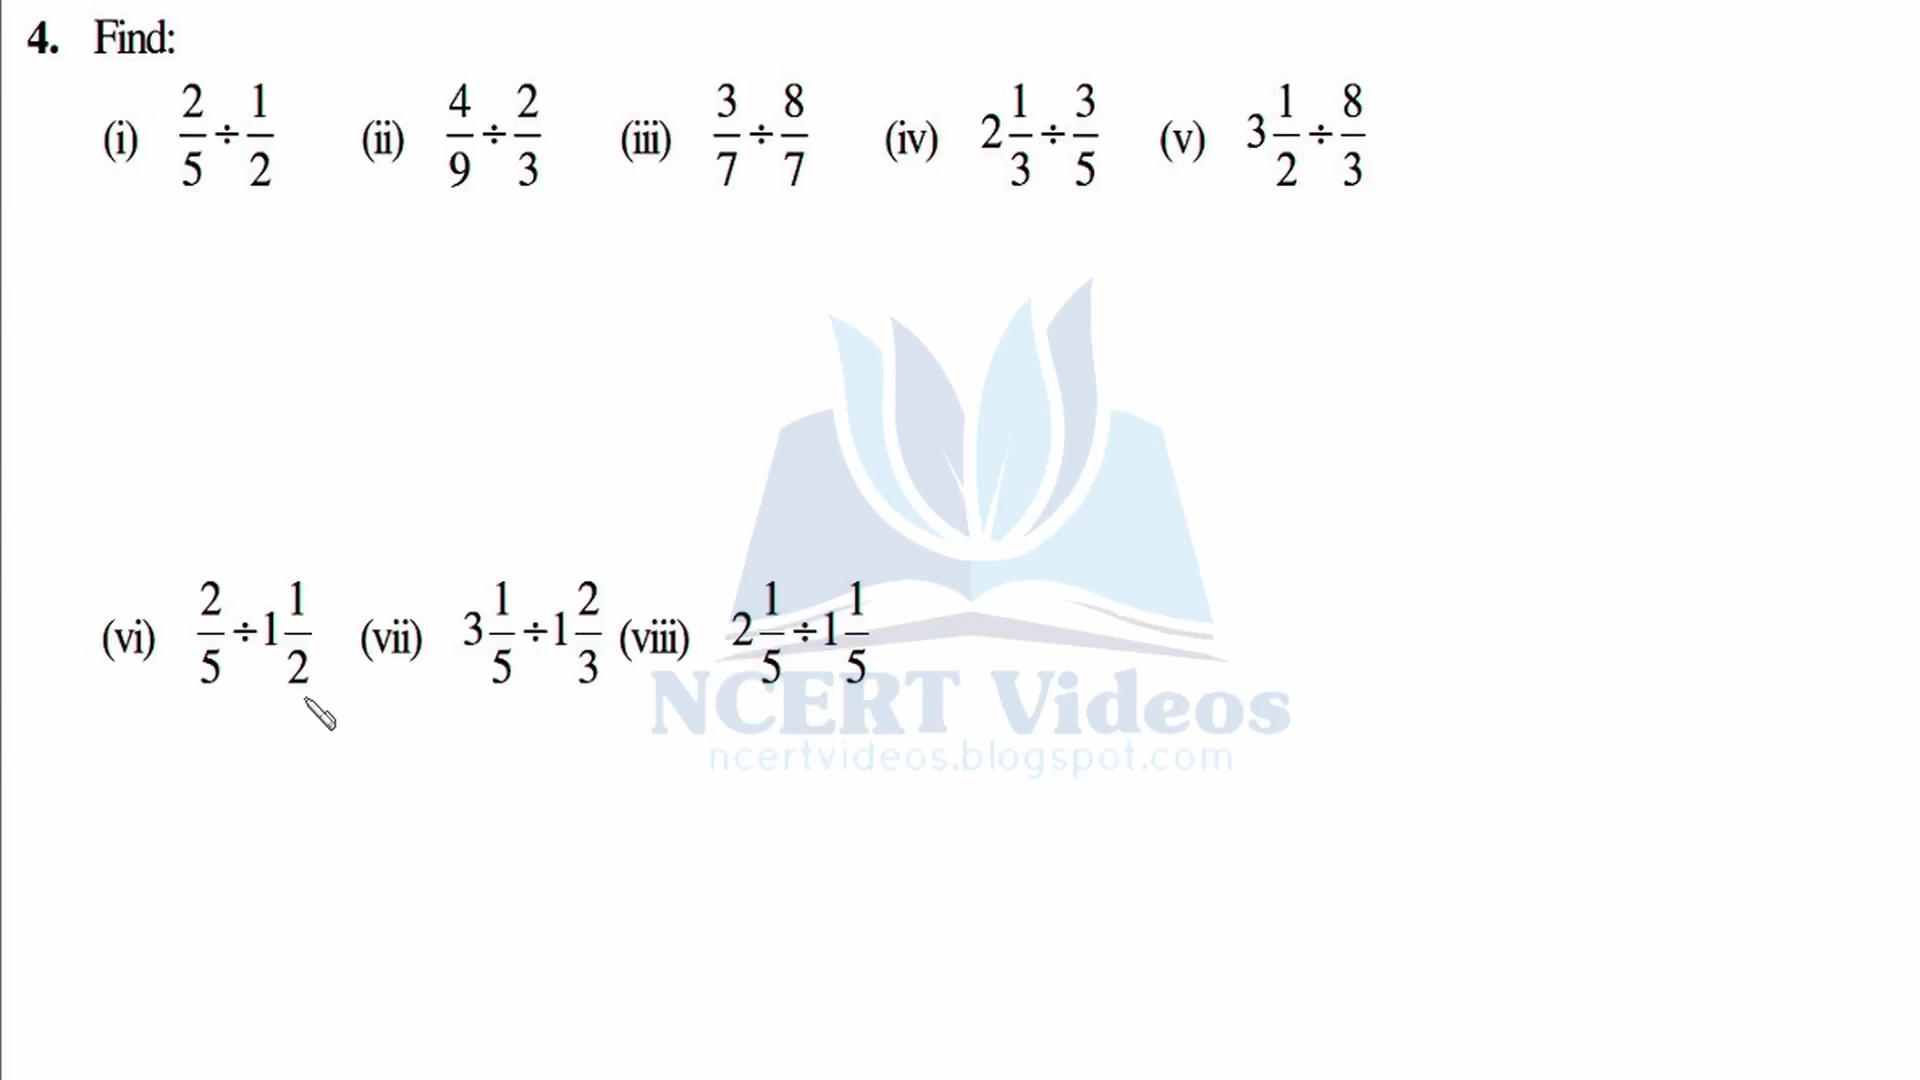 4. Find:
(i) 2/5 ÷ 1/2 (ii) 4/9 ÷ 2/3 (iii) 3/7 ÷ 8/7 (iv) 2 1/3 ÷ 3/5 (v) 3 1/2 ÷ 8/3
(vi) 2/5 ÷ 1 1/2 (vii) 3 1/5 ÷ 1 2/3 (viii) 2 1/5 ÷ 1 1/5
NCERT Videos
ncertvideos.blogspot.com